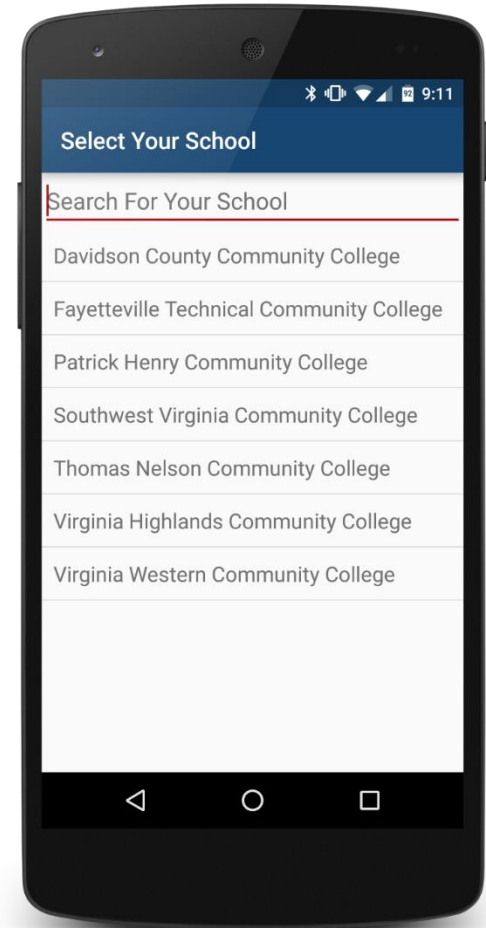 92 9:11
Select Your School
Search For Your School
Davidson County Community College
Fayetteville Technical Community College
Patrick Henry Community College
Southwest Virginia Community College
Thomas Nelson Community College
Virginia Highlands Community College
Virginia Western Community College